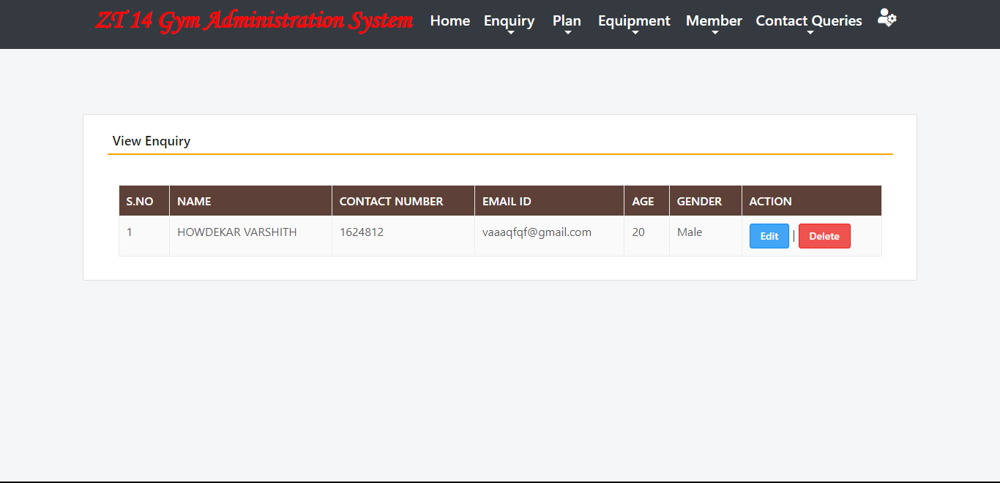 ZT 14 Gym Administration System Home Enquiry Plan Equipment Member Contact Queries
View Enquiry
S.NO NAME CONTACT NUMBER EMAIL ID AGE GENDER ACTION
1 HOWDEKAR VARSHITH 1624812 vaaaqfqf@gmail.com 20 Male Edit | Delete